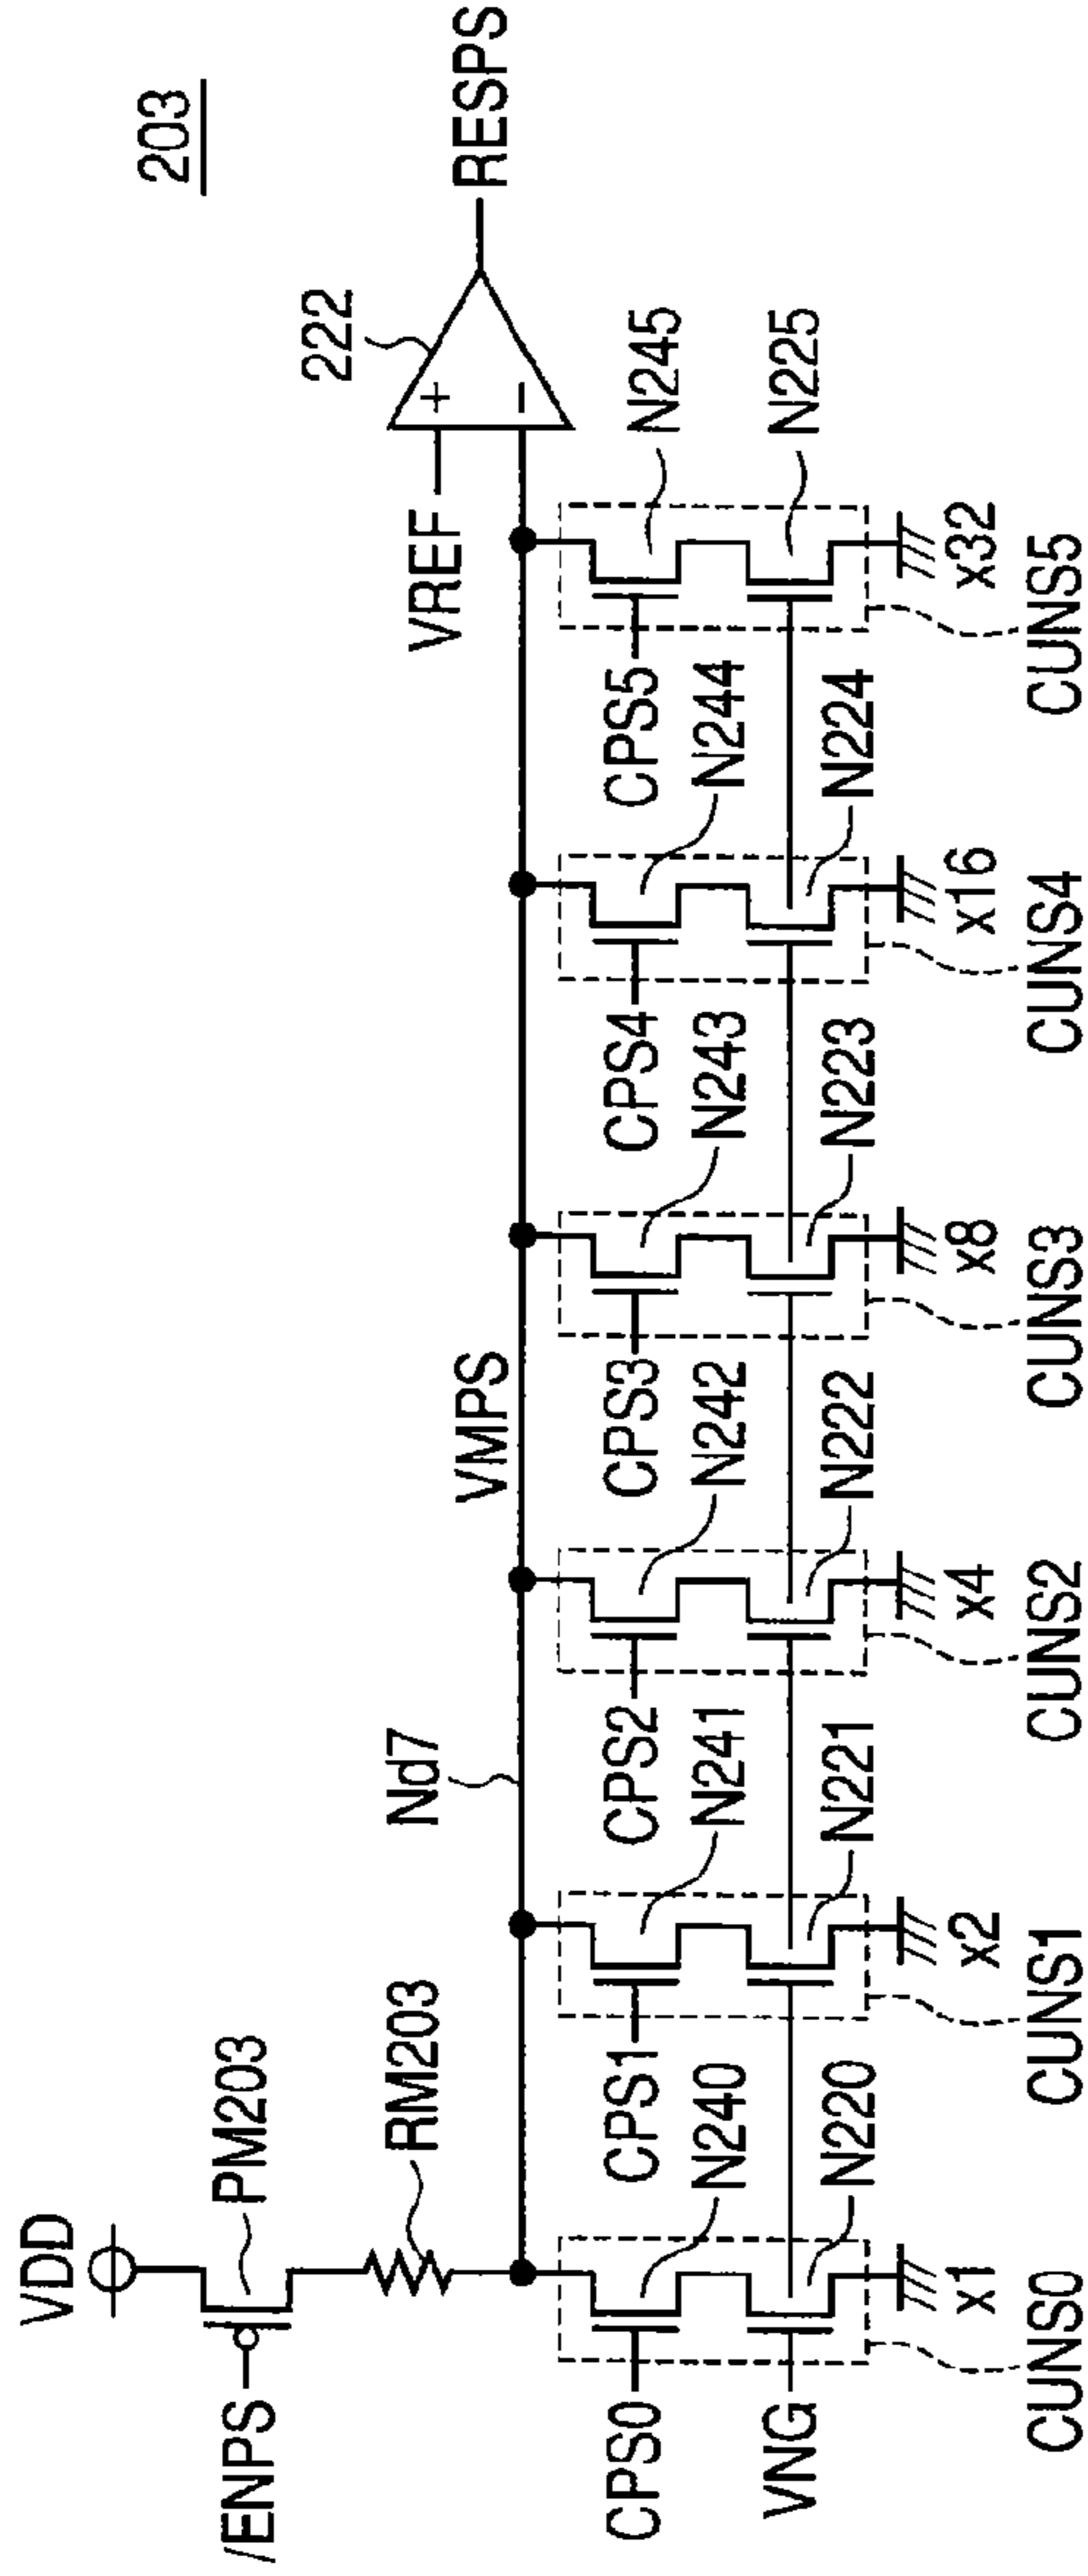 203
VDD
/ENPS
PM203
RM203
Nd7
VMPS
VREF
222
+
−
RESPS
CPS0
N240
CPS1
N241
CPS2
N242
CPS3
N243
CPS4
N244
CPS5
N245
VNG
N220
N221
N222
N223
N224
N225
x1
x2
x4
x8
x16
x32
CUNS0
CUNS1
CUNS2
CUNS3
CUNS4
CUNS5